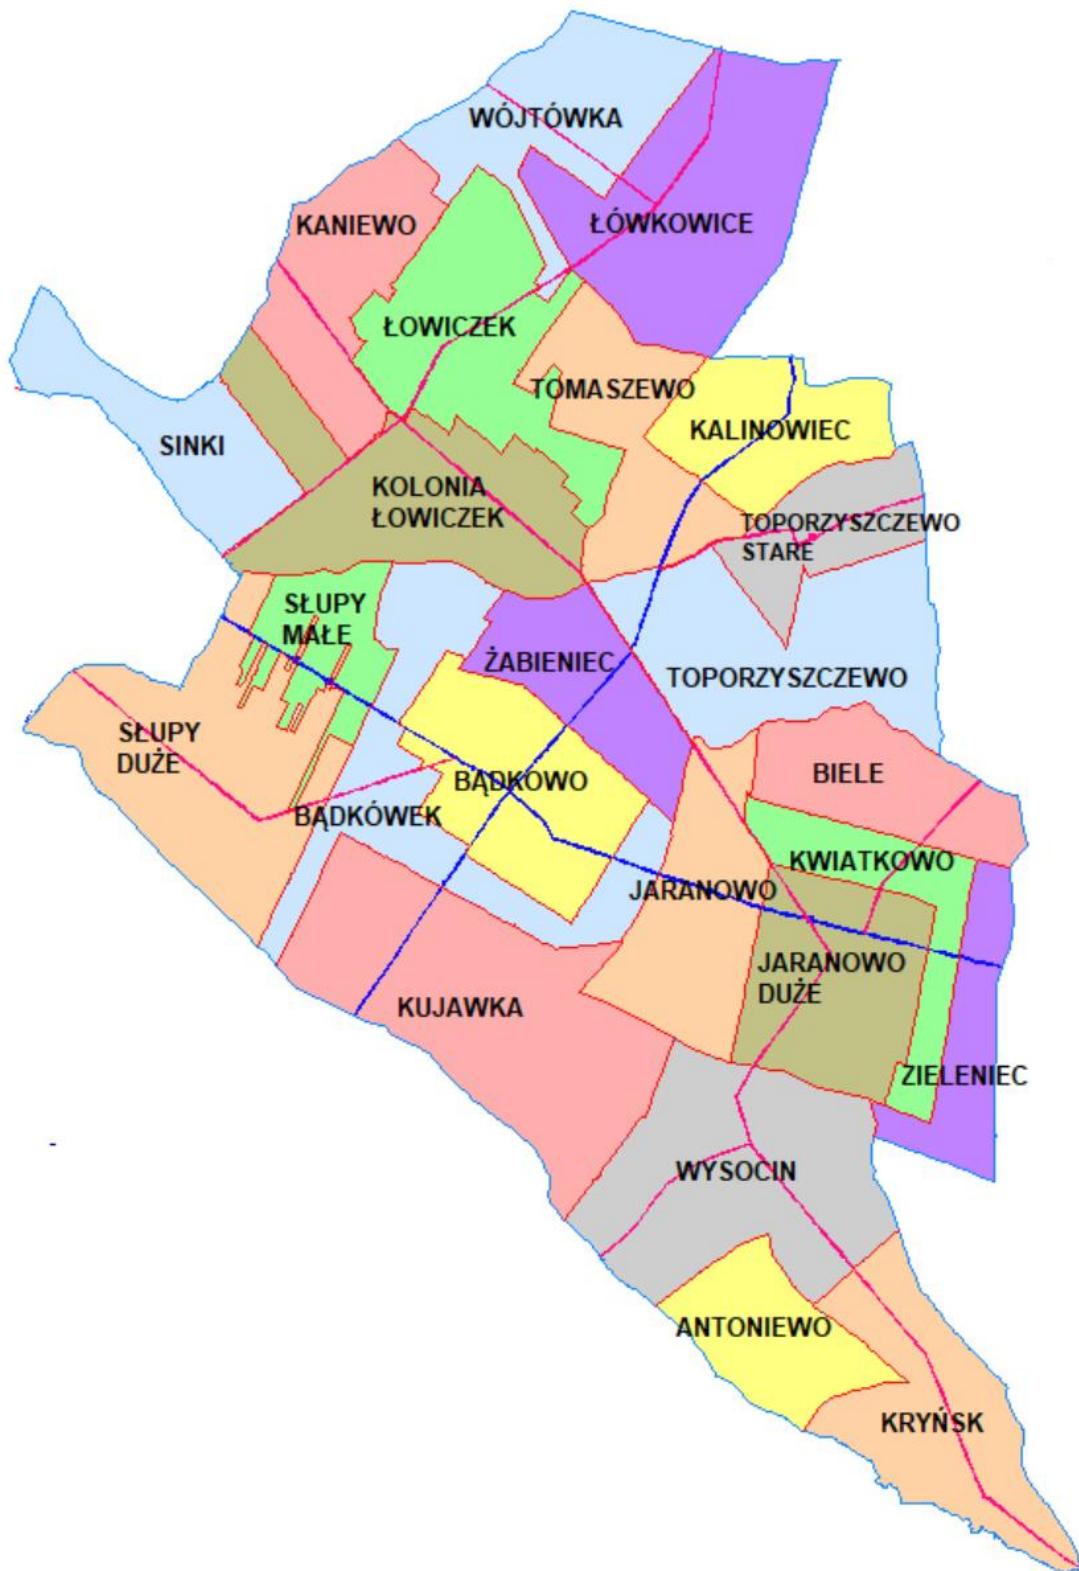 WÓJTÓWKA
KANIEWO
ŁÓWKOWICE
ŁOWICZEK
TOMASZEWO
KALINOWIEC
SINKI
KOLONIA
ŁOWICZEK
TOPORZYSZCZEWO
STARE
SŁUPY
MAŁE
ŻABIENIEC
TOPORZYSZCZEWO
SŁUPY
DUŻE
BĄDKOWO
BIELE
BĄDKÓWEK
KWIATKOWO
JARANOWO
JARANOWO
DUŻE
KUJAWKA
ZIELENIEC
WYSOCIN
ANTONIEWO
KRYŃSK